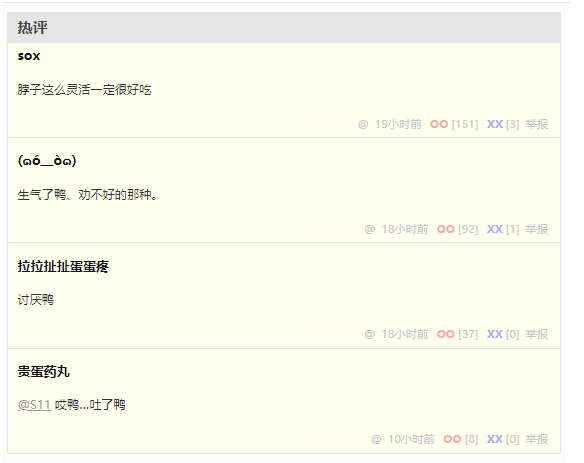 热评
sox
脖子这么灵活一定很好吃
@ 19小时前 OO [151] XX [3] 举报
(๑ó﹏ò๑)
生气了鸭、劝不好的那种。
@ 18小时前 OO [92] XX [1] 举报
拉拉扯扯蛋蛋疼
讨厌鸭
@ 18小时前 OO [37] XX [0] 举报
贵蛋药丸
@S11 哎鸭...吐了鸭
@ 10小时前 OO [8] XX [0] 举报